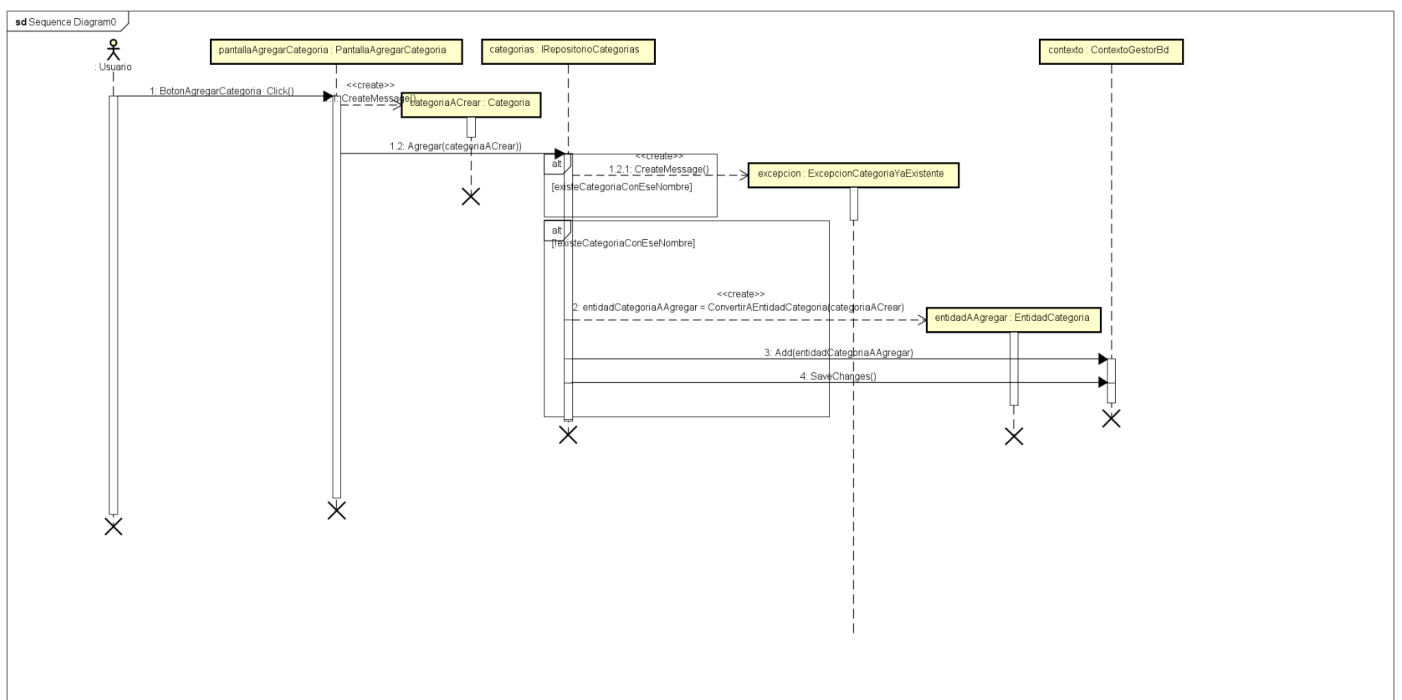 sd Sequence Diagram0
: Usuario
pantallaAgregarCategoria : PantallaAgregarCategoria
categorias : IRepositorioCategorias
contexto : ContextoGestorBd
1: BotonAgregarCategoria_Click()
<<create>>
1.1: CreateMessage()
categoriaACrear : Categoria
1.2: Agregar(categoriaACrear))
alt
<<create>>
1.2.1: CreateMessage()
excepcion : ExcepcionCategoriaYaExistente
[existeCategoriaConEseNombre]
alt
[!existeCategoriaConEseNombre]
<<create>>
2: entidadCategoriaAAgregar = ConvertirAEntidadCategoria(categoriaACrear)
entidadAAgregar : EntidadCategoria
3: Add(entidadCategoriaAAgregar)
4: SaveChanges()